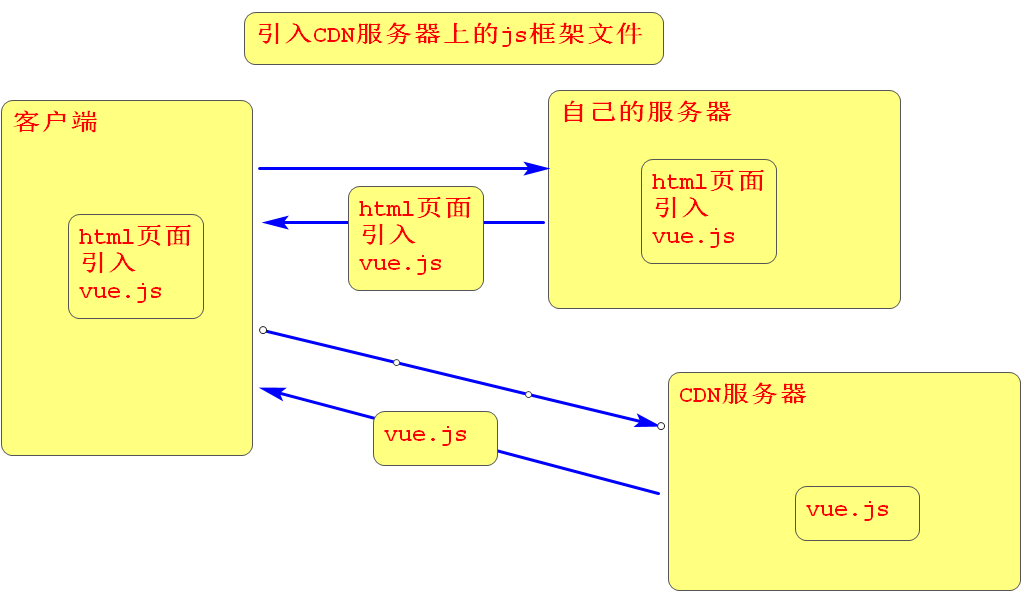 引入CDN服务器上的js框架文件
客户端
html页面
引入
vue.js
html页面
引入
vue.js
自己的服务器
html页面
引入
vue.js
vue.js
CDN服务器
vue.js